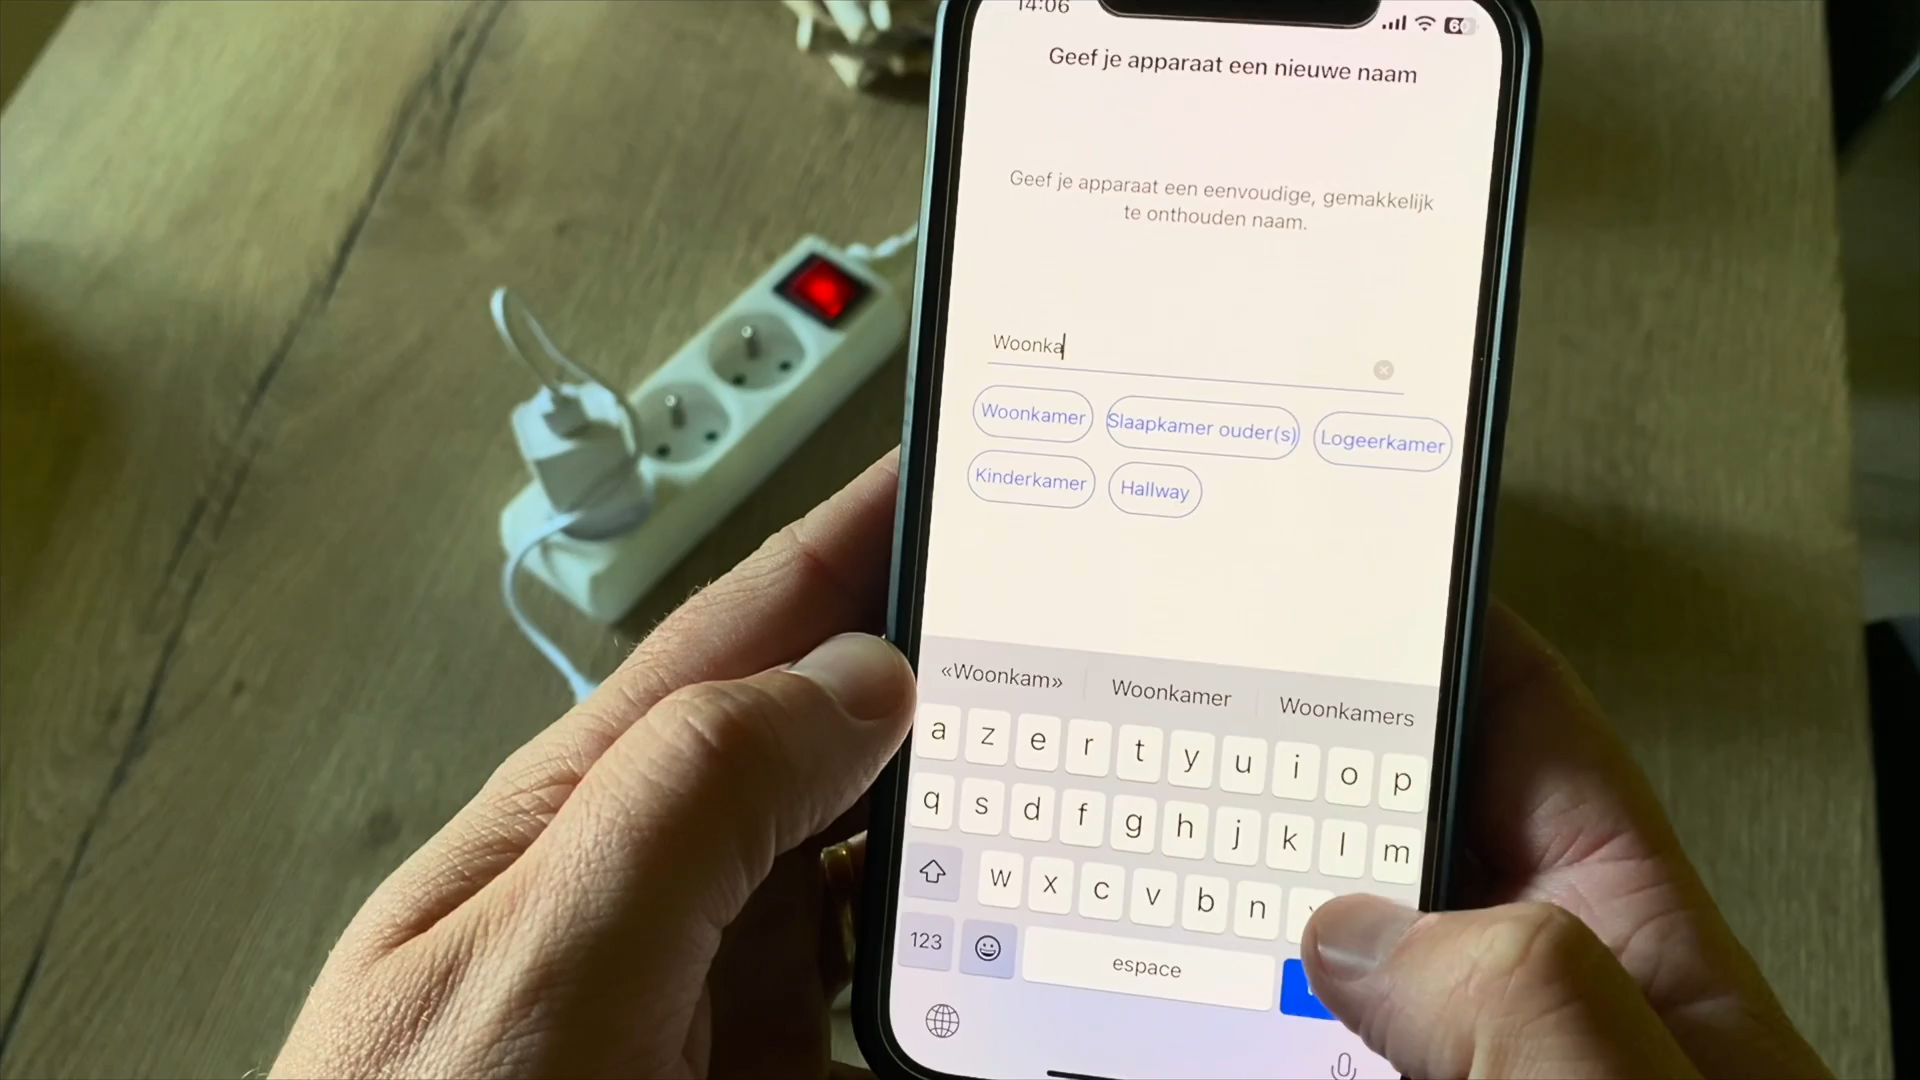 14:06
60
Geef je apparaat een nieuwe naam
Geef je apparaat een eenvoudige, gemakkelijk
te onthouden naam.
Woonka
Woonkamer Slaapkamer ouder(s) Logeerkamer
Kinderkamer Hallway
«Woonkam» Woonkamer Woonkamers
a z e r t y u i o p
q s d f g h j k l m
w x c v b n
123 espace